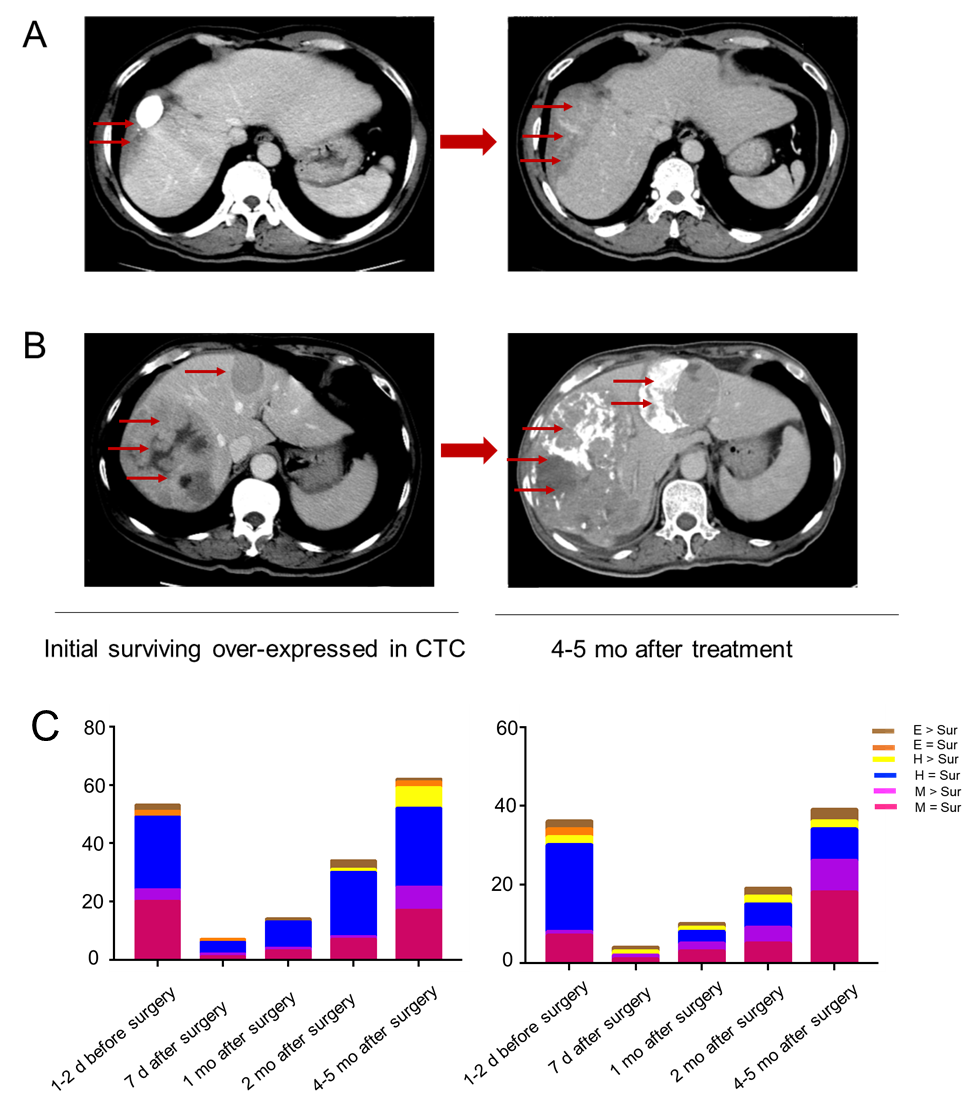 A
B
Initial surviving over-expressed in CTC
4-5 mo after treatment
C
80
60
40
20
0
1-2 d before surgery
7 d after surgery
1 mo after surgery
2 mo after surgery
4-5 mo after surgery
60
40
20
0
1-2 d before surgery
7 d after surgery
1 mo after surgery
2 mo after surgery
4-5 mo after surgery
E > Sur
E = Sur
H > Sur
H = Sur
M > Sur
M = Sur